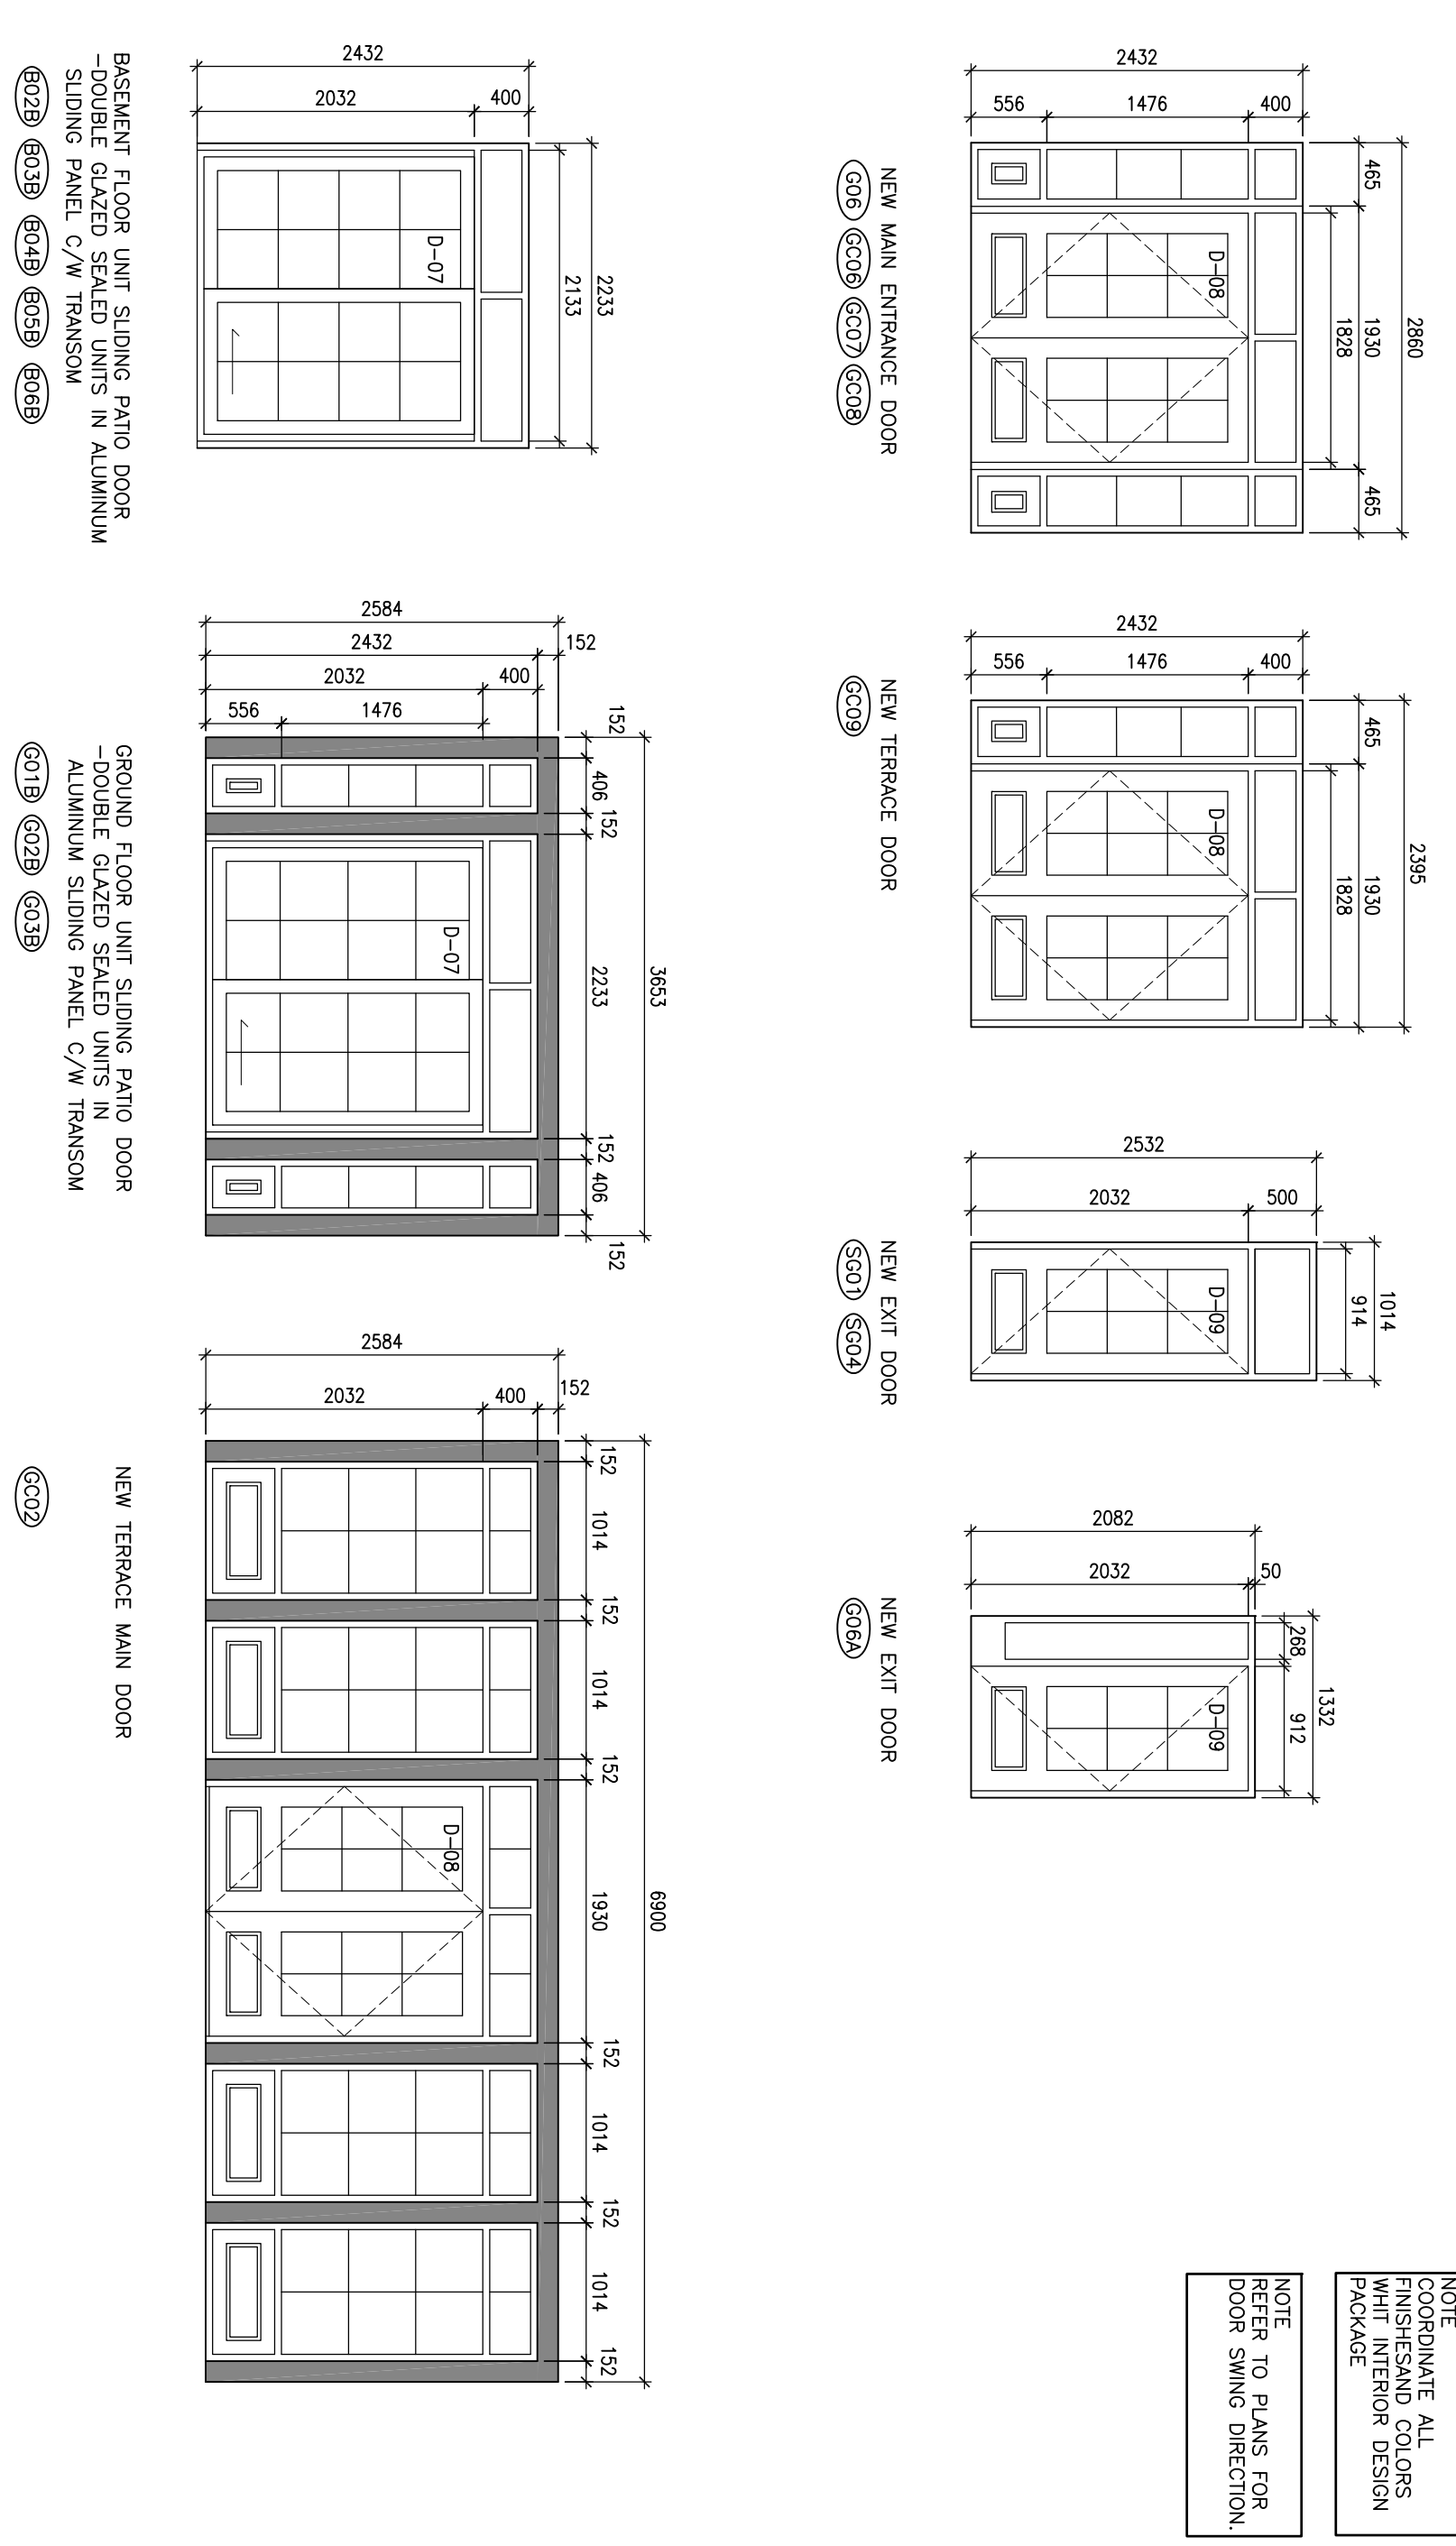 2432
556
1476
400
465
1930
465
1828
2860
D-08
NEW MAIN ENTRANCE DOOR
G06 GC06 GC07 GC08
2432
556
1476
400
465
1930
1828
2395
D-08
NEW TERRACE DOOR
GC09
2532
2032
500
1014
914
D-09
NEW EXIT DOOR
SG01 SG04
2082
2032
50
268
912
1332
D-09
NEW EXIT DOOR
G06A
NOTE
COORDINATE ALL
FINISHESAND COLORS
WHIT INTERIOR DESIGN
PACKAGE
NOTE
REFER TO PLANS FOR
DOOR SWING DIRECTION.
2432
2032
400
2233
2133
D-07
BASEMENT FLOOR UNIT SLIDING PATIO DOOR
-DOUBLE GLAZED SEALED UNITS IN ALUMINUM
SLIDING PANEL C/W TRANSOM
B02B B03B B04B B05B B06B
2584
2432
152
2032
400
556
1476
3653
152
406
152
2233
152
406
152
D-07
GROUND FLOOR UNIT SLIDING PATIO DOOR
-DOUBLE GLAZED SEALED UNITS IN
ALUMINUM SLIDING PANEL C/W TRANSOM
G01B G02B G03B
2584
2032
400
152
6900
152
1014
152
1014
152
1930
152
1014
152
1014
152
D-08
NEW TERRACE MAIN DOOR
GC02